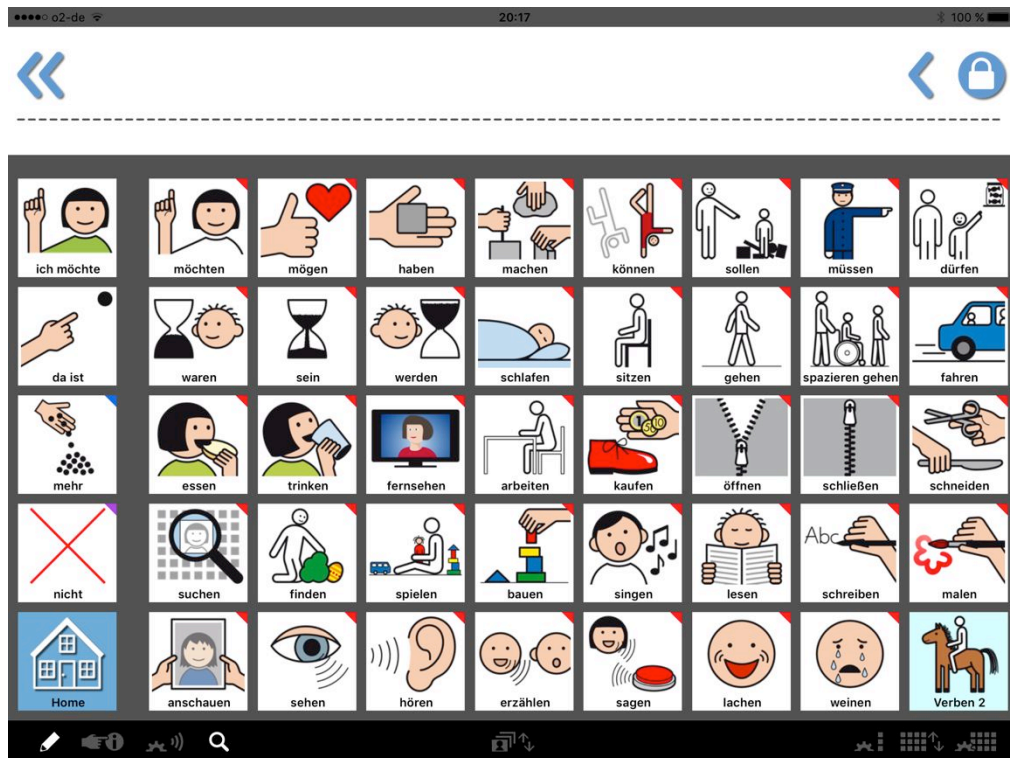 o2-de 20:17 100 %
ich möchte möchten mögen haben machen können sollen müssen dürfen
da ist waren sein werden schlafen sitzen gehen spazieren gehen fahren
mehr essen trinken fernsehen arbeiten kaufen öffnen schließen schneiden
Abc
nicht suchen finden spielen bauen singen lesen schreiben malen
Home anschauen sehen hören erzählen sagen lachen weinen Verben 2